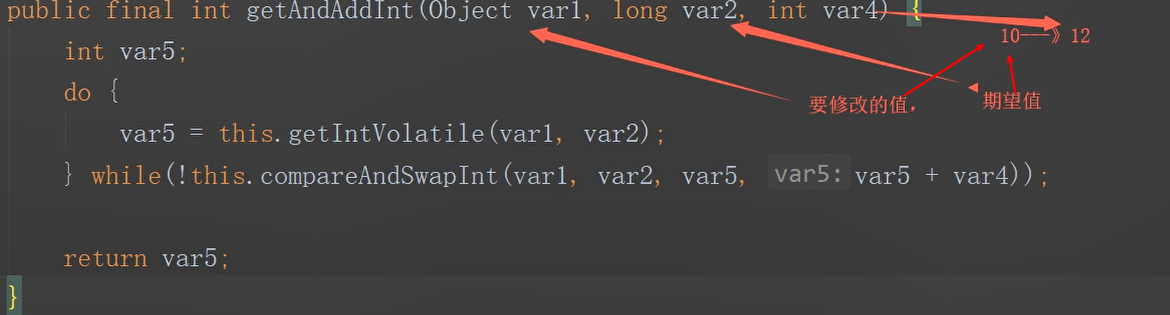 public final int getAndAddInt(Object var1, long var2, int var4) {
10---》12
int var5;
do {
要修改的值， 期望值
var5 = this.getIntVolatile(var1, var2);
} while(!this.compareAndSwapInt(var1, var2, var5, var5: var5 + var4));
return var5;
}